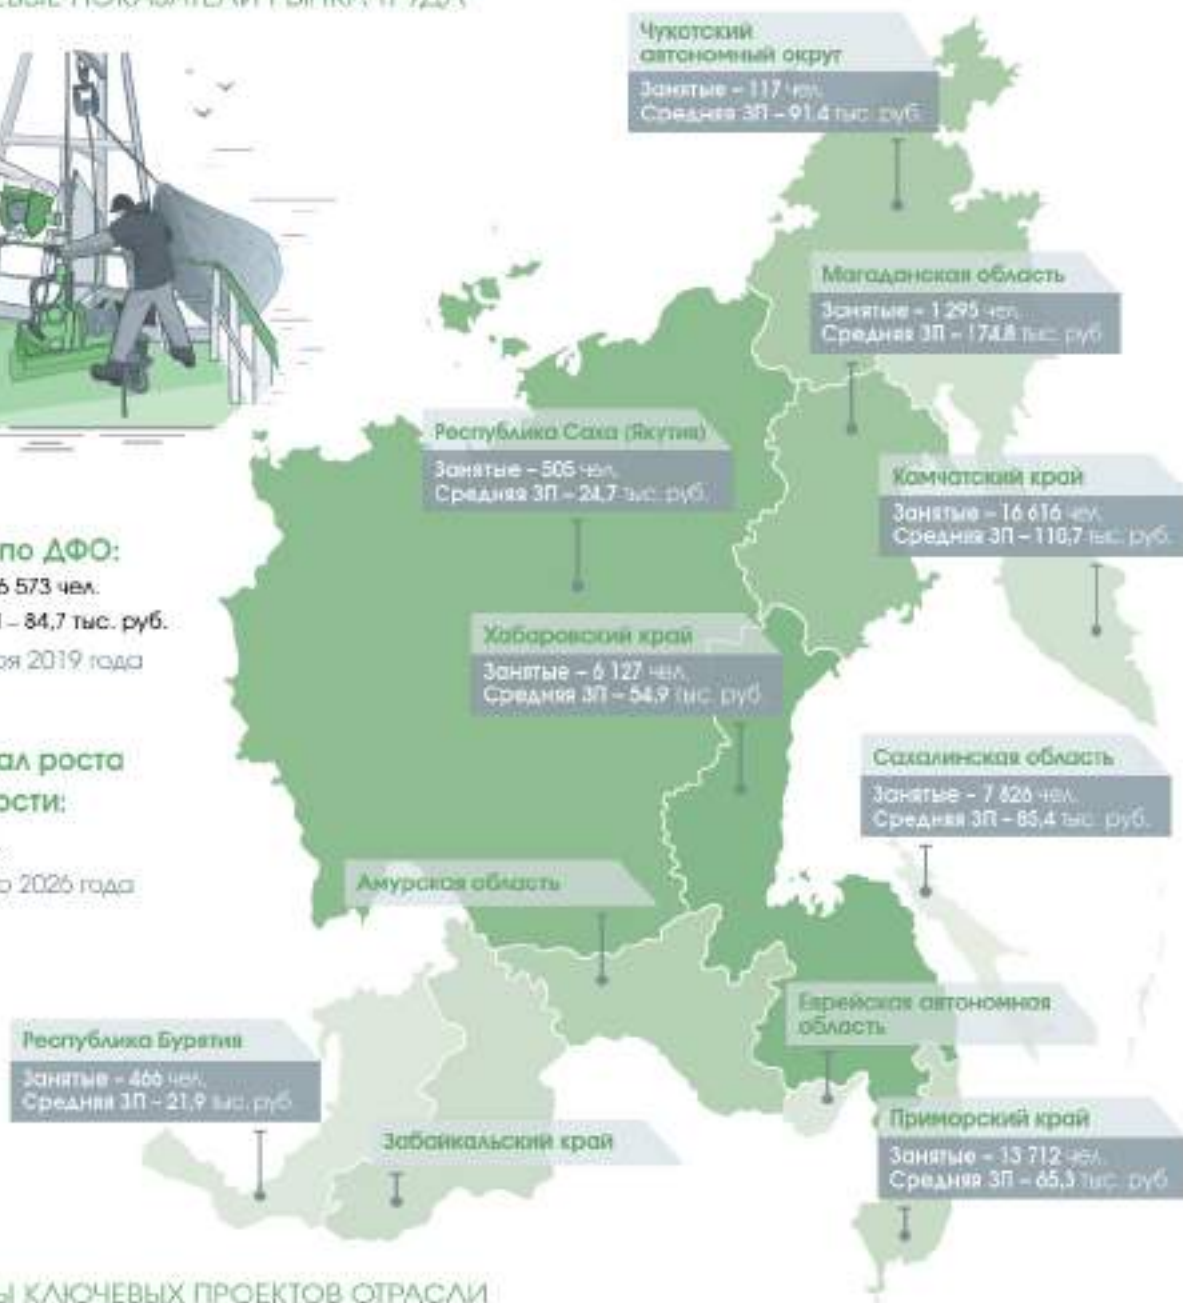 ПОКАЗАТЕЛИ РЫНКА ТРУДА
Чукотский
автономный округ
Занятые – 117 чел.
Средняя ЗП – 91,4 тыс. руб.
Магаданская область
Занятые – 1 295 чел.
Средняя ЗП – 174,8 тыс. руб
Республика Саха (Якутия)
Занятые – 505 чел.
Средняя ЗП – 24,7 тыс. руб.
Камчатский край
Занятые – 16 616 чел.
Средняя ЗП – 110,7 тыс. руб.
по ДФО:
6 573 чел.
– 84,7 тыс. руб.
2019 года
Хабаровский край
Занятые – 6 127 чел.
Средняя ЗП – 54,9 тыс. руб
роста
2026 года
Сахалинская область
Занятые – 7 826 чел.
Средняя ЗП – 85,4 тыс. руб.
Амурская область
Еврейская автономная
область
Республика Бурятия
Занятые – 466 чел.
Средняя ЗП – 21,9 тыс. руб
Забайкальский край
Приморский край
Занятые – 13 712 чел.
Средняя ЗП – 65,3 тыс. руб.
КЛЮЧЕВЫХ ПРОЕКТОВ ОТРАСЛИ